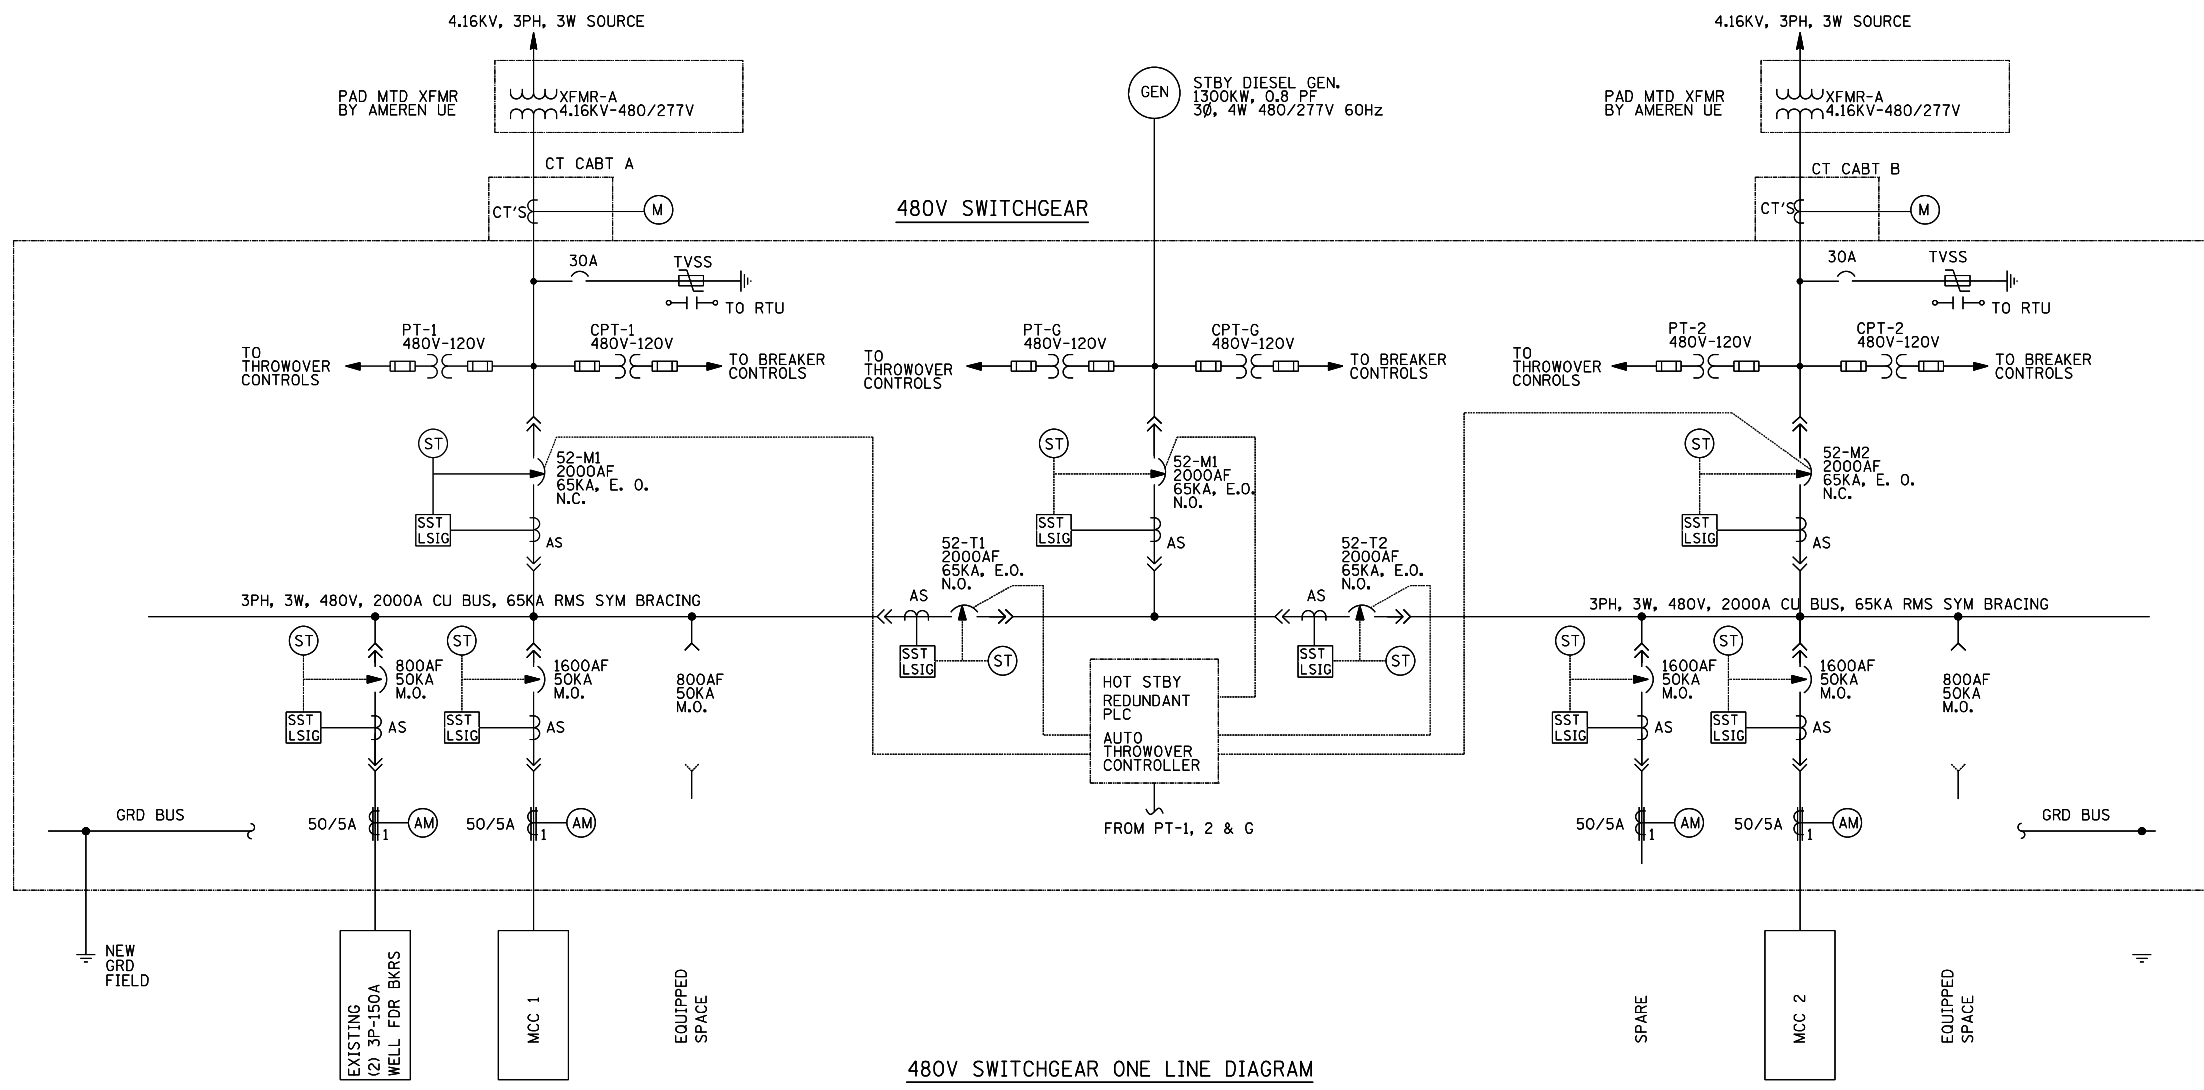 4.16KV, 3PH, 3W SOURCE
4.16KV, 3PH, 3W SOURCE
PAD MTD XFMR
BY AMEREN UE
XFMR-A
4.16KV-480/277V
GEN
STBY DIESEL GEN.
1300KW, 0.8 PF
3Ø, 4W 480/277V 60Hz
PAD MTD XFMR
BY AMEREN UE
XFMR-A
4.16KV-480/277V
CT CABT A
CT'S
M
480V SWITCHGEAR
CT CABT B
CT'S
M
30A
TVSS
TO RTU
30A
TVSS
TO RTU
TO
THROWOVER
CONTROLS
PT-1
480V-120V
CPT-1
480V-120V
TO BREAKER
CONTROLS
TO
THROWOVER
CONTROLS
PT-G
480V-120V
CPT-G
480V-120V
TO BREAKER
CONTROLS
TO
THROWOVER
CONROLS
PT-2
480V-120V
CPT-2
480V-120V
TO BREAKER
CONTROLS
ST
52-M1
2000AF
65KA, E. O.
N.C.
SST
LSIG
AS
ST
52-M1
2000AF
65KA, E.O.
N.O.
SST
LSIG
AS
ST
52-M2
2000AF
65KA, E. O.
N.C.
SST
LSIG
AS
52-T1
2000AF
65KA, E.O.
N.O.
AS
SST
LSIG
ST
52-T2
2000AF
65KA, E.O.
N.O.
AS
SST
LSIG
ST
3PH, 3W, 480V, 2000A CU BUS, 65KA RMS SYM BRACING
3PH, 3W, 480V, 2000A CU BUS, 65KA RMS SYM BRACING
ST
800AF
50KA
M.O.
SST
LSIG
AS
ST
1600AF
50KA
M.O.
SST
LSIG
AS
800AF
50KA
M.O.
HOT STBY
REDUNDANT
PLC
AUTO
THROWOVER
CONTROLLER
FROM PT-1, 2 & G
ST
1600AF
50KA
M.O.
SST
LSIG
AS
ST
1600AF
50KA
M.O.
SST
LSIG
AS
800AF
50KA
M.O.
GRD BUS
50/5A
1
AM
50/5A
1
AM
50/5A
1
AM
50/5A
1
AM
GRD BUS
NEW
GRD
FIELD
EXISTING
(2) 3P-150A
WELL FDR BKRS
MCC 1
EQUIPPED
SPACE
SPARE
MCC 2
EQUIPPED
SPACE
480V SWITCHGEAR ONE LINE DIAGRAM